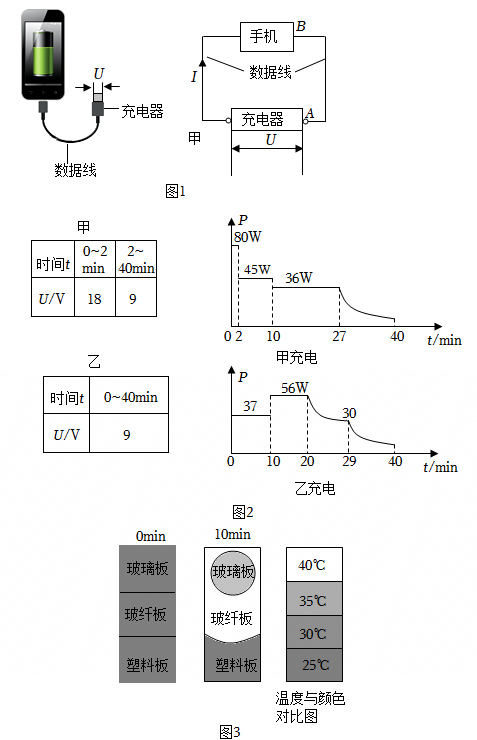 U
充电器
数据线
手机
B
I
数据线
充电器
A
甲
U
图1
甲
时间t
0~2
min
2~
40min
U/V
18
9
P
80W
45W
36W
0
2
10
27
40
t/min
甲充电
乙
时间t
0~40min
U/V
9
P
37
56W
30
0
10
20
29
40
t/min
乙充电
图2
0min
10min
玻璃板
玻纤板
塑料板
玻璃板
玻纤板
塑料板
40℃
35℃
30℃
25℃
温度与颜色
对比图
图3